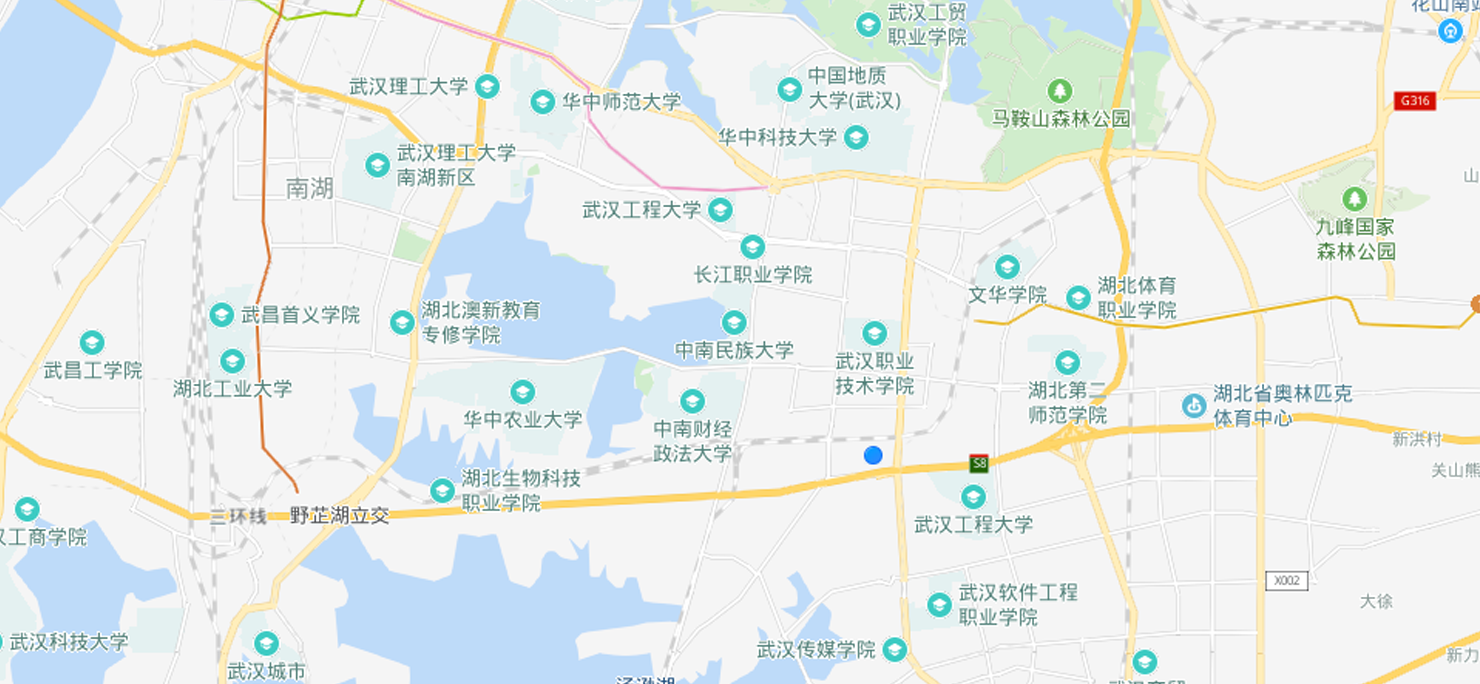 武汉工贸
职业学院
花山南站
武汉理工大学
华中师范大学
中国地质
大学(武汉)
G316
马鞍山森林公园
华中科技大学
武汉理工大学
南湖新区
南湖
山
武汉工程大学
九峰国家
森林公园
长江职业学院
文华学院
湖北体育
职业学院
武昌首义学院
湖北澳新教育
专修学院
武昌工学院
中南民族大学
武汉职业
技术学院
湖北工业大学
湖北第二
师范学院
湖北省奥林匹克
体育中心
华中农业大学
中南财经
政法大学
新洪村
关山熊
S8
湖北生物科技
职业学院
三环线
野芷湖立交
汉工商学院
武汉工程大学
X002
武汉软件工程
职业学院
大徐
武汉科技大学
武汉城市
武汉传媒学院
新力